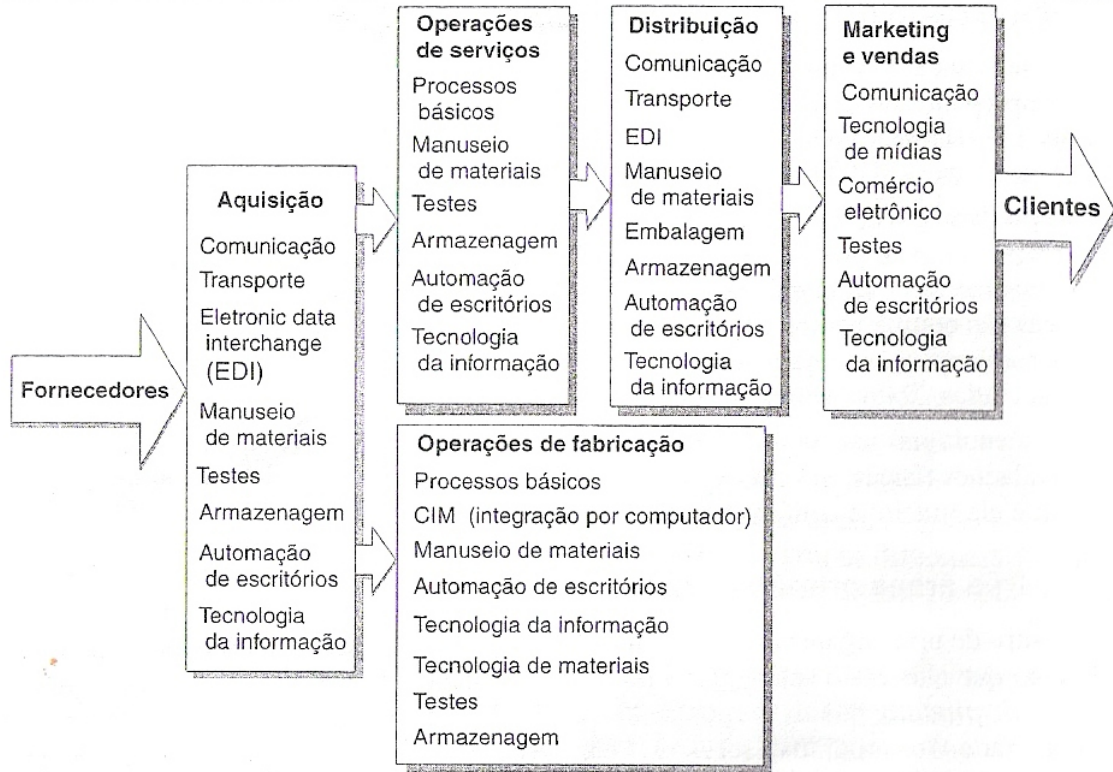 Fornecedores
Aquisição
Comunicação
Transporte
Eletronic data
interchange
(EDI)
Manuseio
de materiais
Testes
Armazenagem
Automação
de escritórios
Tecnologia
da informação
Operações
de serviços
Processos
básicos
Manuseio
de materiais
Testes
Armazenagem
Automação
de escritórios
Tecnologia
da informação
Operações de fabricação
Processos básicos
CIM (integração por computador)
Manuseio de materiais
Automação de escritórios
Tecnologia da informação
Tecnologia de materiais
Testes
Armazenagem
Distribuição
Comunicação
Transporte
EDI
Manuseio
de materiais
Embalagem
Armazenagem
Automação
de escritórios
Tecnologia
da informação
Marketing
e vendas
Comunicação
Tecnologia
de mídias
Comércio
eletrônico
Testes
Automação
de escritórios
Tecnologia
da informação
Clientes